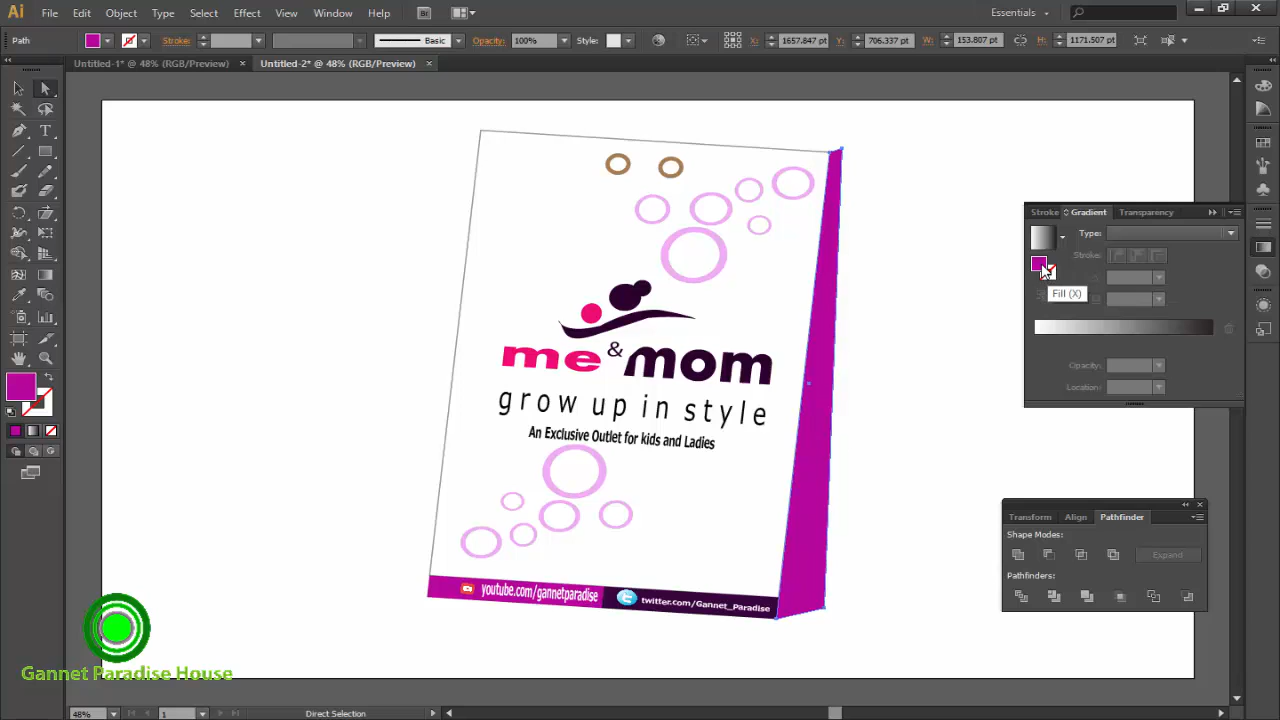 Ai File Edit Object Type Select Effect View Window Help Br Essentials
Path Stroke: Basic Opacity: 100% Style: X: 1657.847 pt Y: 706.337 pt W: 153.807 pt H: 1171.507 pt
Untitled-1* @ 48% (RGB/Preview) × Untitled-2* @ 48% (RGB/Preview) ×
Stroke Gradient Transparency
Type:
Stroke:
Fill (X)
Opacity:
Location:
me & mom
grow up in style
An Exclusive Outlet for kids and Ladies
youtube.com/gannetparadise twitter.com/Gannet_Paradise
Transform Align Pathfinder
Shape Modes:
Expand
Pathfinders:
Gannet Paradise House
48% 1 Direct Selection